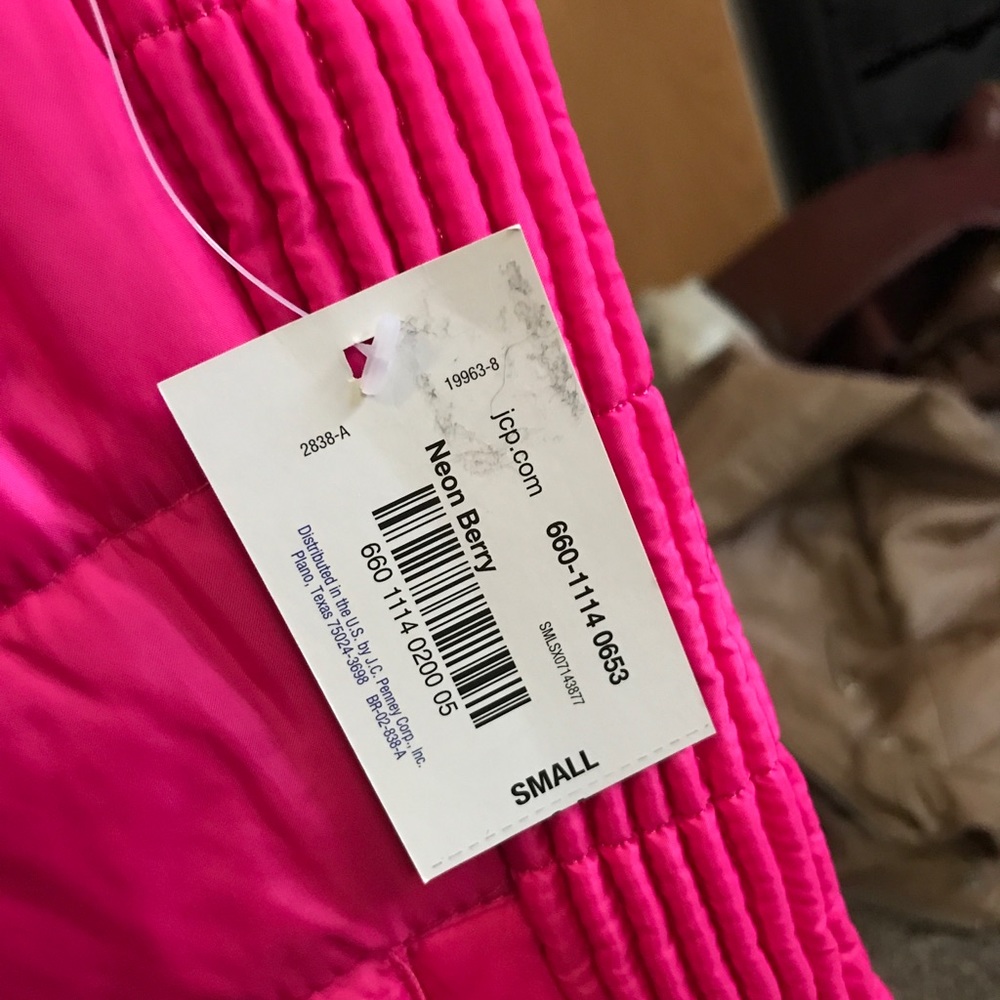 2838-A
19963-8
jcp.com
660-1114 0653
Neon Berry
SMLSX07143877
660 1114 0200 05
Distributed in the U.S. by J.C. Penney Corp., Inc.
Plano, Texas 75024-3698 BR-02-838-A
SMALL